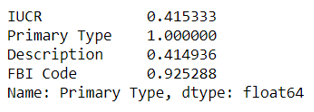 IUCR            0.415333
Primary Type    1.000000
Description     0.414936
FBI Code        0.925288
Name: Primary Type, dtype: float64